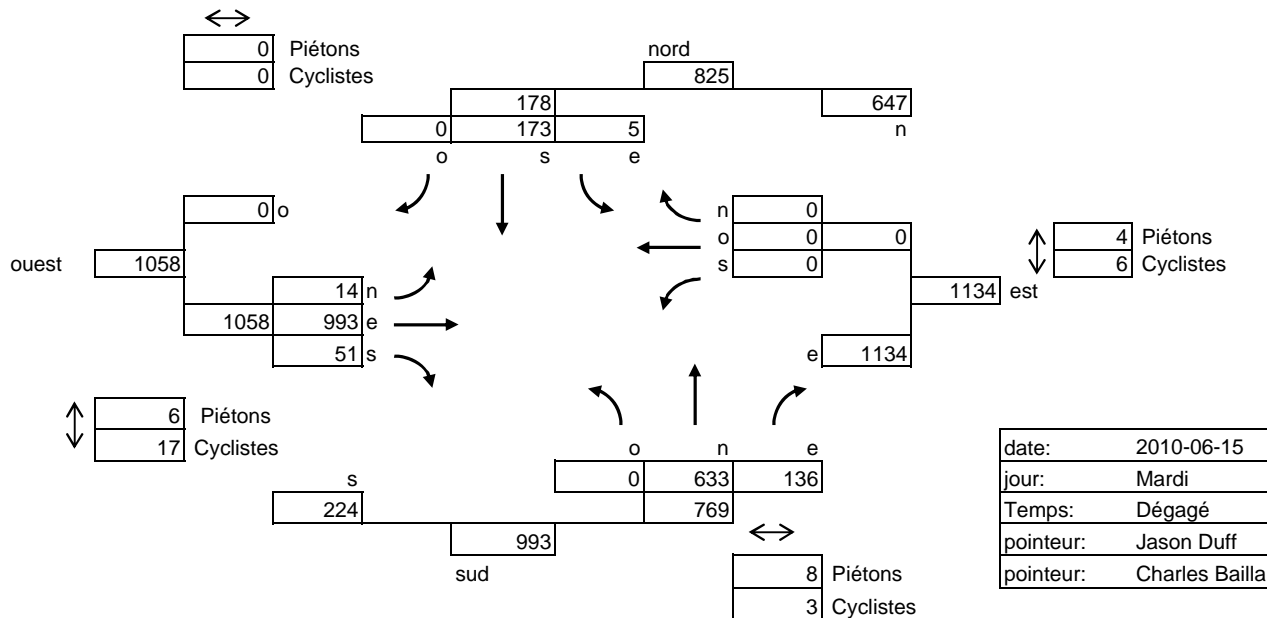 0 Piétons
0 Cyclistes
nord
825
178
647
0 173 5
n
o s e
0 o
n 0
o 0 0
s 0
4 Piétons
6 Cyclistes
ouest 1058
14 n
1058 993 e
51 s
1134 est
e 1134
6 Piétons
17 Cyclistes
o n e
0 633 136
s
224
769
993
sud
8 Piétons
3 Cyclistes
date: 2010-06-15
jour: Mardi
Temps: Dégagé
pointeur: Jason Duff
pointeur: Charles Bailla